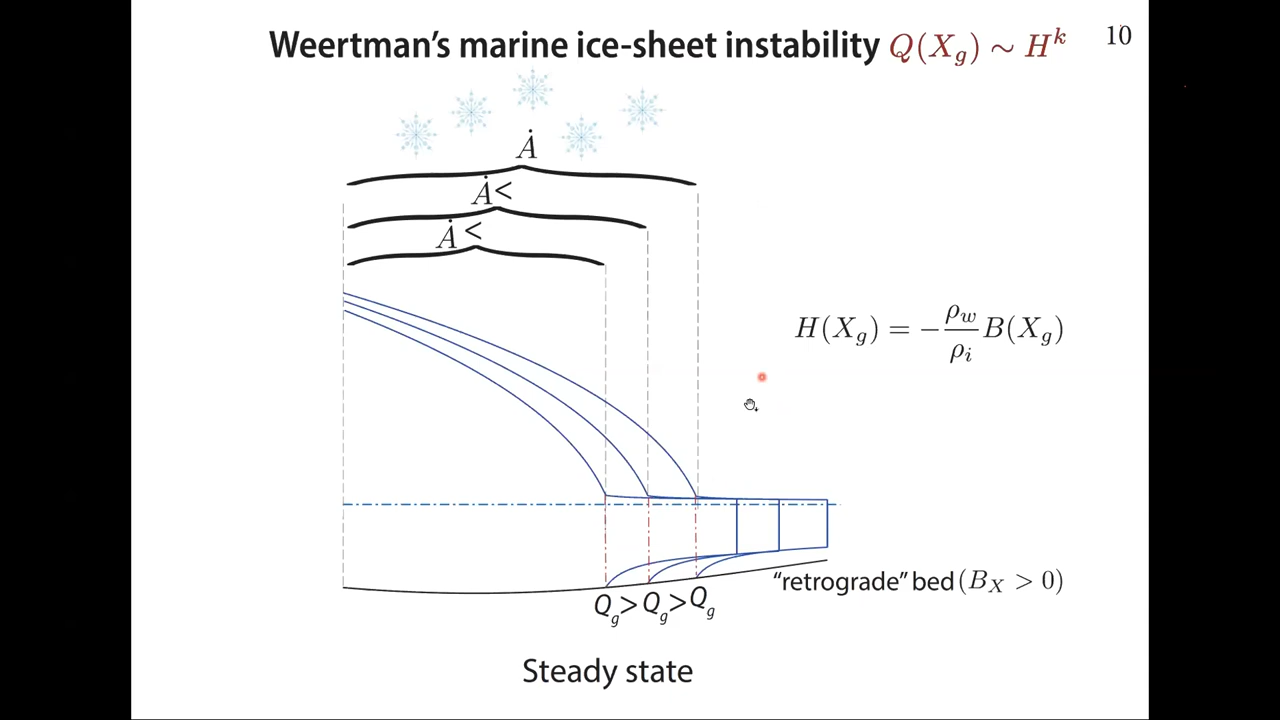 Weertman's marine ice-sheet instability Q(X_g) ∼ H^k
10
Ȧ
Ȧ <
Ȧ <
H(X_g) = −\frac{ρ_w}{ρ_i} B(X_g)
"retrograde" bed (B_X > 0)
Q_g > Q_g > Q_g
Steady state